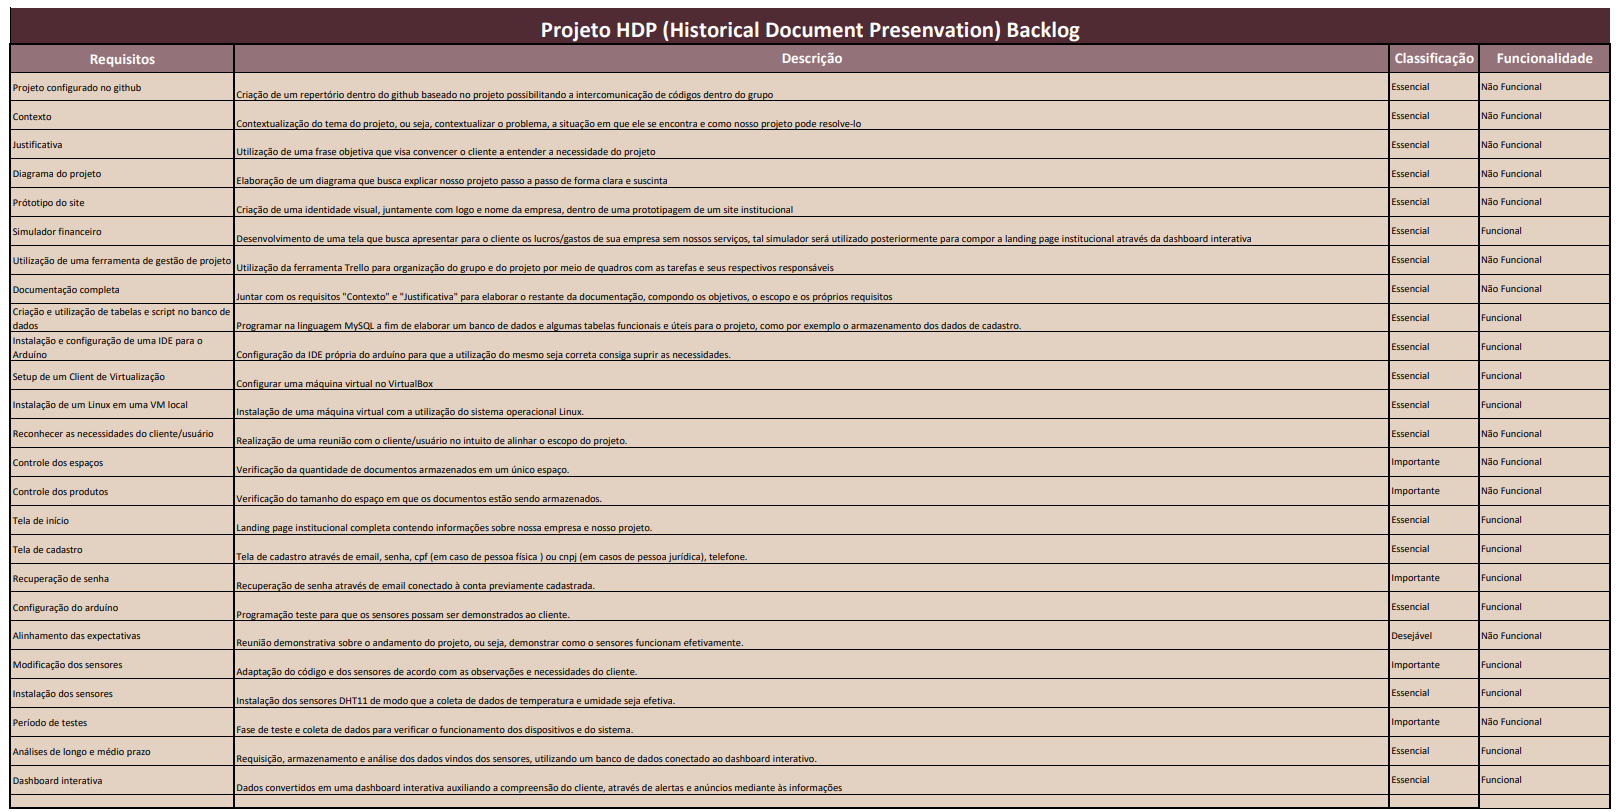 Projeto HDP (Historical Document Presenvation) Backlog
Requisitos Descrição Classificação Funcionalidade
Projeto configurado no github Criação de um repertório dentro do github baseado no projeto possibilitando a intercomunicação de códigos dentro do grupo Essencial Não Funcional
Contexto Contextualização do tema do projeto, ou seja, contextualizar o problema, a situação em que ele se encontra e como nosso projeto pode resolve-lo Essencial Não Funcional
Justificativa Utilização de uma frase objetiva que visa convencer o cliente a entender a necessidade do projeto Essencial Não Funcional
Diagrama do projeto Elaboração de um diagrama que busca explicar nosso projeto passo a passo de forma clara e suscinta Essencial Não Funcional
Prótotipo do site Criação de uma identidade visual, juntamente com logo e nome da empresa, dentro de uma prototipagem de um site institucional Essencial Não Funcional
Simulador financeiro Desenvolvimento de uma tela que busca apresentar para o cliente os lucros/gastos de sua empresa sem nossos serviços, tal simulador será utilizado posteriormente para compor a landing page institucional através da dashboard interativa Essencial Funcional
Utilização de uma ferramenta de gestão de projeto Utilização da ferramenta Trello para organização do grupo e do projeto por meio de quadros com as tarefas e seus respectivos responsáveis Essencial Não Funcional
Documentação completa Juntar com os requisitos "Contexto" e "Justificativa" para elaborar o restante da documentação, compondo os objetivos, o escopo e os próprios requisitos Essencial Não Funcional
Criação e utilização de tabelas e script no banco de
dados Programar na linguagem MySQL a fim de elaborar um banco de dados e algumas tabelas funcionais e úteis para o projeto, como por exemplo o armazenamento dos dados de cadastro. Essencial Funcional
Instalação e configuração de uma IDE para o
Arduíno Configuração da IDE própria do arduíno para que a utilização do mesmo seja correta consiga suprir as necessidades. Essencial Funcional
Setup de um Client de Virtualização Configurar uma máquina virtual no VirtualBox Essencial Funcional
Instalação de um Linux em uma VM local Instalação de uma máquina virtual com a utilização do sistema operacional Linux. Essencial Funcional
Reconhecer as necessidades do cliente/usuário Realização de uma reunião com o cliente/usuário no intuito de alinhar o escopo do projeto. Essencial Não Funcional
Controle dos espaços Verificação da quantidade de documentos armazenados em um único espaço. Importante Não Funcional
Controle dos produtos Verificação do tamanho do espaço em que os documentos estão sendo armazenados. Importante Não Funcional
Tela de início Landing page institucional completa contendo informações sobre nossa empresa e nosso projeto. Essencial Funcional
Tela de cadastro Tela de cadastro através de email, senha, cpf (em caso de pessoa física ) ou cnpj (em casos de pessoa jurídica), telefone. Essencial Funcional
Recuperação de senha Recuperação de senha através de email conectado à conta previamente cadastrada. Importante Funcional
Configuração do arduíno Programação teste para que os sensores possam ser demonstrados ao cliente. Essencial Funcional
Alinhamento das expectativas Reunião demonstrativa sobre o andamento do projeto, ou seja, demonstrar como o sensores funcionam efetivamente. Desejável Não Funcional
Modificação dos sensores Adaptação do código e dos sensores de acordo com as observações e necessidades do cliente. Importante Funcional
Instalação dos sensores Instalação dos sensores DHT11 de modo que a coleta de dados de temperatura e umidade seja efetiva. Essencial Funcional
Período de testes Fase de teste e coleta de dados para verificar o funcionamento dos dispositivos e do sistema. Importante Não Funcional
Análises de longo e médio prazo Requisição, armazenamento e análise dos dados vindos dos sensores, utilizando um banco de dados conectado ao dashboard interativo. Essencial Funcional
Dashboard interativa Dados convertidos em uma dashboard interativa auxiliando a compreensão do cliente, através de alertas e anúncios mediante às informações Essencial Funcional